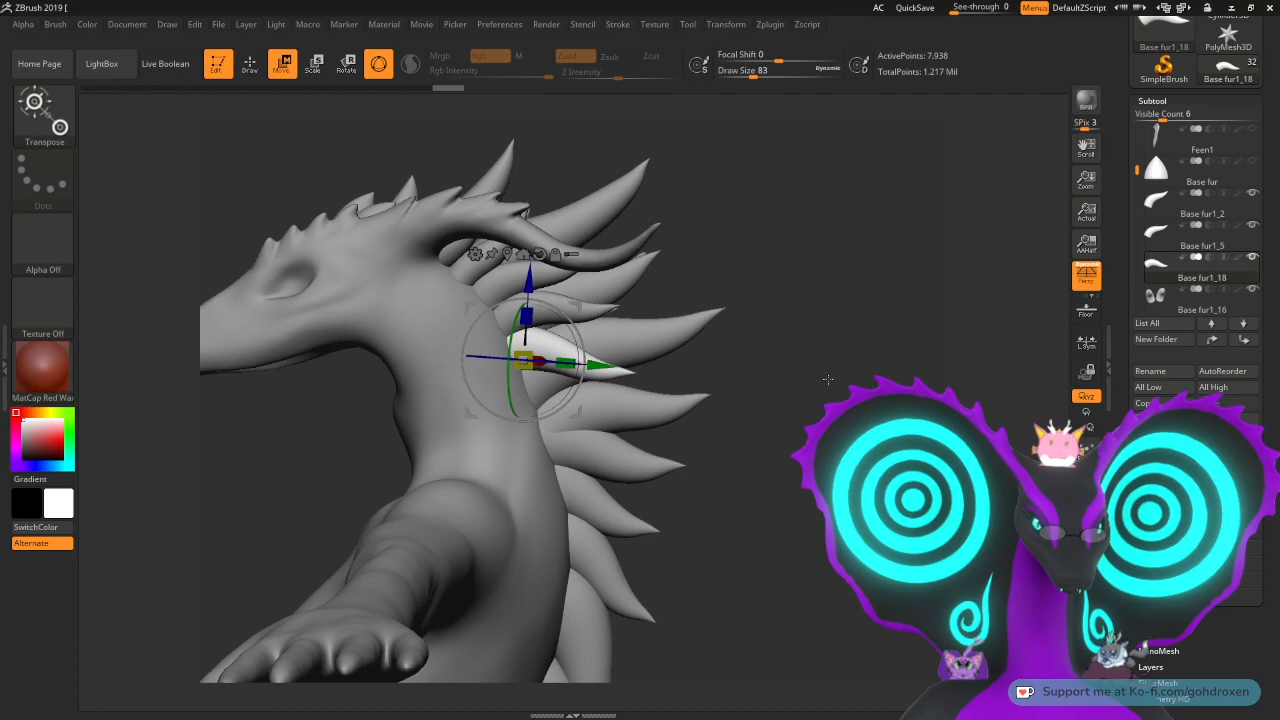 ZBrush 2019 [
AC QuickSave See-through 0 Menus DefaultZScript
Alpha Brush Color Document Draw Edit File Layer Light Macro Marker Material Movie Picker Preferences Render Stencil Stroke Texture Tool Transform Zplugin Zscript
Home Page LightBox Live Boolean
Edit Draw Move Scale Rotate
Mrgb Rgb M
Rgb Intensity
Zadd Zsub Zcut
Z Intensity
S
Focal Shift 0
Draw Size 83 Dynamic
D
ActivePoints: 7,938
TotalPoints: 1.217 Mil
Base fur1_18
PolyMesh3D
SimpleBrush
32
Base fur1_18
Transpose
Dots
Alpha Off
Texture Off
MatCap Red Wax
Gradient
SwitchColor
Alternate
BPR
SPix 3
Scroll
Zoom
Actual
AAHalf
Dynamic
Persp
Floor
L.Sym
XYZ
Subtool
Visible Count 6
Feen1
Base fur
Base fur1_2
Base fur1_5
Base fur1_18
Base fur1_16
List All
New Folder
Rename AutoReorder
All Low All High
Layers
Support me at Ko-fi.com/gohdroxen